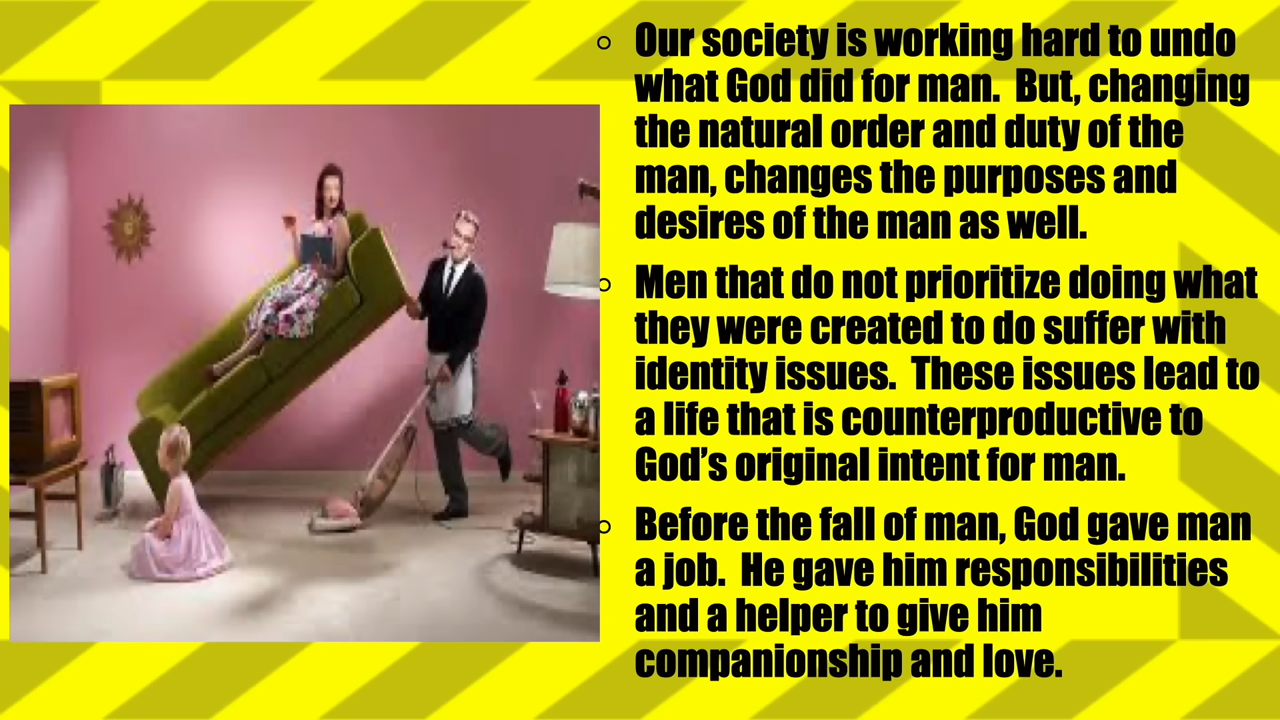 Our society is working hard to undo
what God did for man.  But, changing
the natural order and duty of the
man, changes the purposes and
desires of the man as well.
Men that do not prioritize doing what
they were created to do suffer with
identity issues.  These issues lead to
a life that is counterproductive to
God’s original intent for man.
Before the fall of man, God gave man
a job.  He gave him responsibilities
and a helper to give him
companionship and love.